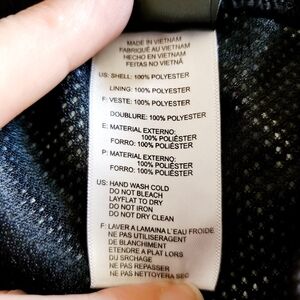 MADE IN VIETNAM
FABRIQUÉ AU VIETNAM
HECHO EN VIETNAM
FEITAS NO VIETNÃ
US: SHELL: 100% POLYESTER
LINING: 100% POLYESTER
F: VESTE: 100% POLYESTER
DOUBLURE: 100% POLYESTER
E: MATERIAL EXTERNO:
100% POLIÉSTER
FORRO: 100% POLIÉSTER
P: MATERIAL EXTERNO:
100% POLIÉSTER
FORRO: 100% POLIÉSTER
US: HAND WASH COLD
DO NOT BLEACH
LAYFLAT TO DRY
DO NOT IRON
DO NOT DRY CLEAN
F: LAVER A LAMAINA L'EAU FROIDE
NE PAS UTILISERAGENT
DE BLANCHIMENT
ETENDRE A PLAT LORS
DU SRCHAGE
NE PAS REPASSER
NE PAS NETTOYERA SEC